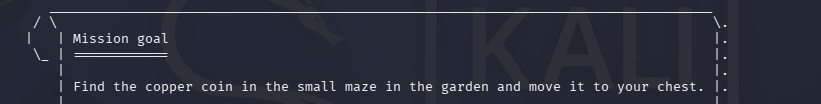 Mission goal
Find the copper coin in the small maze in the garden and move it to your chest.
KALI